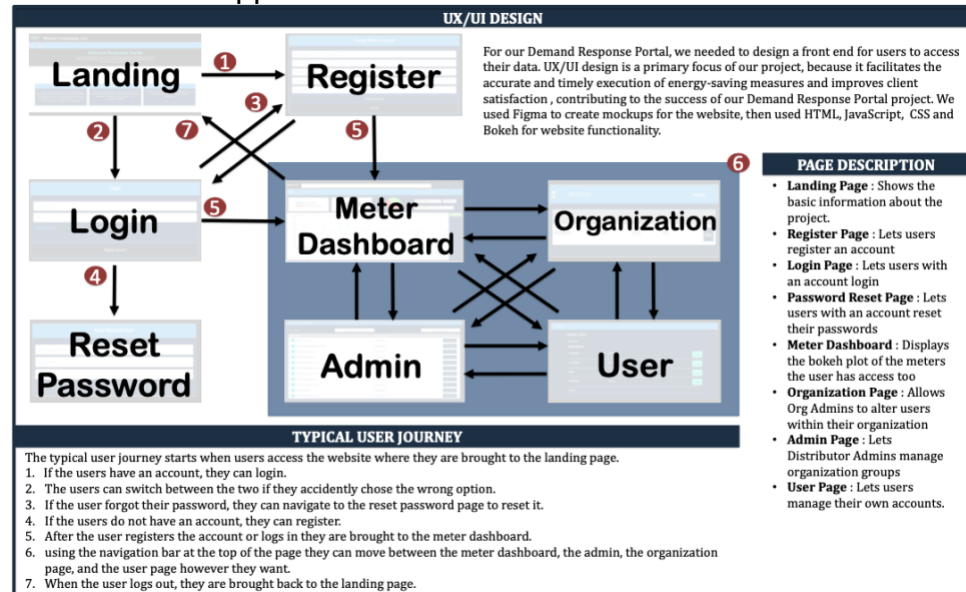 UX/UI DESIGN
Landing
1
Register
For our Demand Response Portal, we needed to design a front end for users to access
their data. UX/UI design is a primary focus of our project, because it facilitates the
accurate and timely execution of energy-saving measures and improves client
satisfaction , contributing to the success of our Demand Response Portal project. We
used Figma to create mockups for the website, then used HTML, JavaScript, CSS and
Bokeh for website functionality.
3
2
7
5
6
Login
5
Meter
Dashboard
Organization
4
Reset
Password
Admin
User
PAGE DESCRIPTION
• Landing Page : Shows the
basic information about the
project.
• Register Page : Lets users
register an account
• Login Page : Lets users with
an account login
• Password Reset Page : Lets
users with an account reset
their passwords
• Meter Dashboard : Displays
the bokeh plot of the meters
the user has access too
• Organization Page : Allows
Org Admins to alter users
within their organization
• Admin Page : Lets
Distributor Admins manage
organization groups
• User Page : Lets users
manage their own accounts.
TYPICAL USER JOURNEY
The typical user journey starts when users access the website where they are brought to the landing page.
1. If the users have an account, they can login.
2. The users can switch between the two if they accidently chose the wrong option.
3. If the user forgot their password, they can navigate to the reset password page to reset it.
4. If the users do not have an account, they can register.
5. After the user registers the account or logs in they are brought to the meter dashboard.
6. using the navigation bar at the top of the page they can move between the meter dashboard, the admin, the organization
page, and the user page however they want.
7. When the user logs out, they are brought back to the landing page.